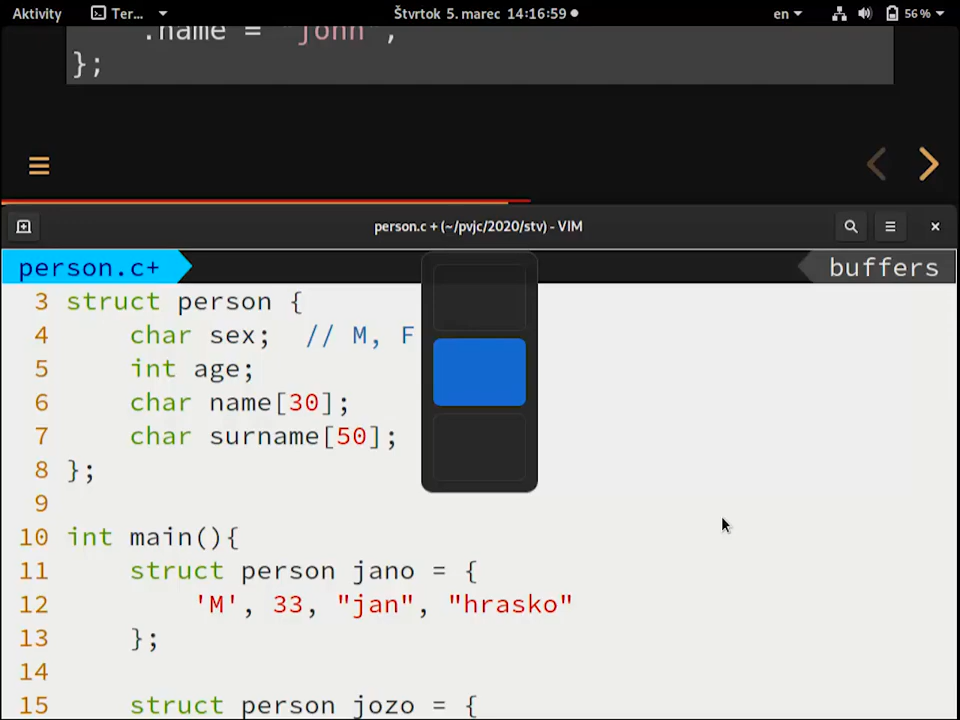 Aktivity Ter... Štvrtok 5. marec 14:16:59 en 56 %
.name = "john",
};
person.c + (~/pvjc/2020/stv) - VIM
person.c+ buffers
3 struct person {
4 char sex; // M, F
5 int age;
6 char name[30];
7 char surname[50];
8 };
9
10 int main(){
11 struct person jano = {
12 'M', 33, "jan", "hrasko"
13 };
14
15 struct person jozo = {